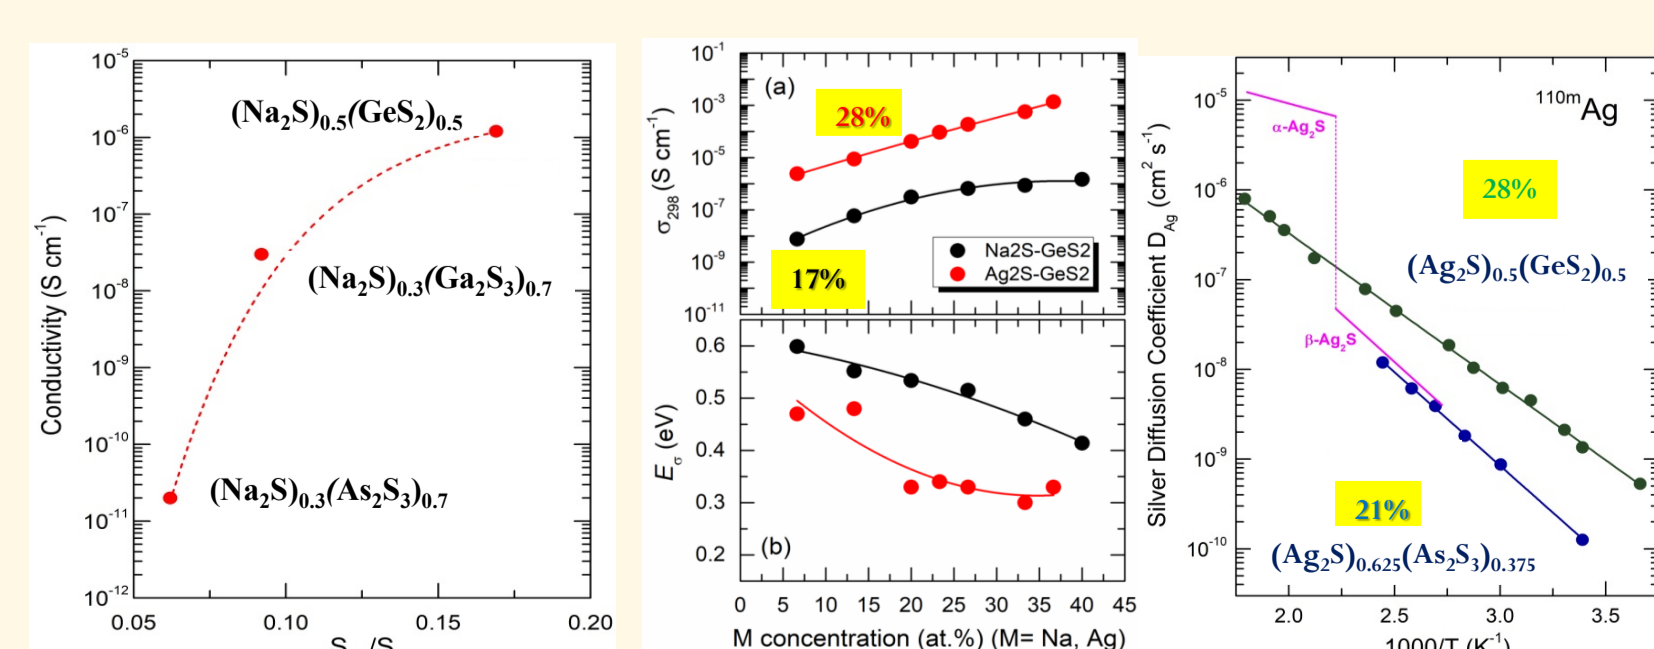 10⁻⁵
10⁻⁶
10⁻⁷
10⁻⁸
10⁻⁹
10⁻¹⁰
10⁻¹¹
10⁻¹²
Conductivity (S cm⁻¹)
(Na₂S)₀.₅(GeS₂)₀.₅
(Na₂S)₀.₃(Ga₂S₃)₀.₇
(Na₂S)₀.₃(As₂S₃)₀.₇
0.05 0.10 0.15 0.20
(a)
10⁻¹
10⁻³
10⁻⁵
10⁻⁷
10⁻⁹
10⁻¹¹
σ₂₉₈ (S cm⁻¹)
28%
17%
Na2S-GeS2
Ag2S-GeS2
0.6
0.5
0.4
0.3
0.2
Eσ (eV)
(b)
0 5 10 15 20 25 30 35 40 45
M concentration (at.%) (M= Na, Ag)
10⁻⁵
10⁻⁶
10⁻⁷
10⁻⁸
10⁻⁹
10⁻¹⁰
Silver Diffusion Coefficient D_Ag (cm² s⁻¹)
¹¹⁰ᵐAg
α-Ag₂S
28%
(Ag₂S)₀.₅(GeS₂)₀.₅
β-Ag₂S
21%
(Ag₂S)₀.₆₂₅(As₂S₃)₀.₃₇₅
2.0 2.5 3.0 3.5
1000/T (K⁻¹)